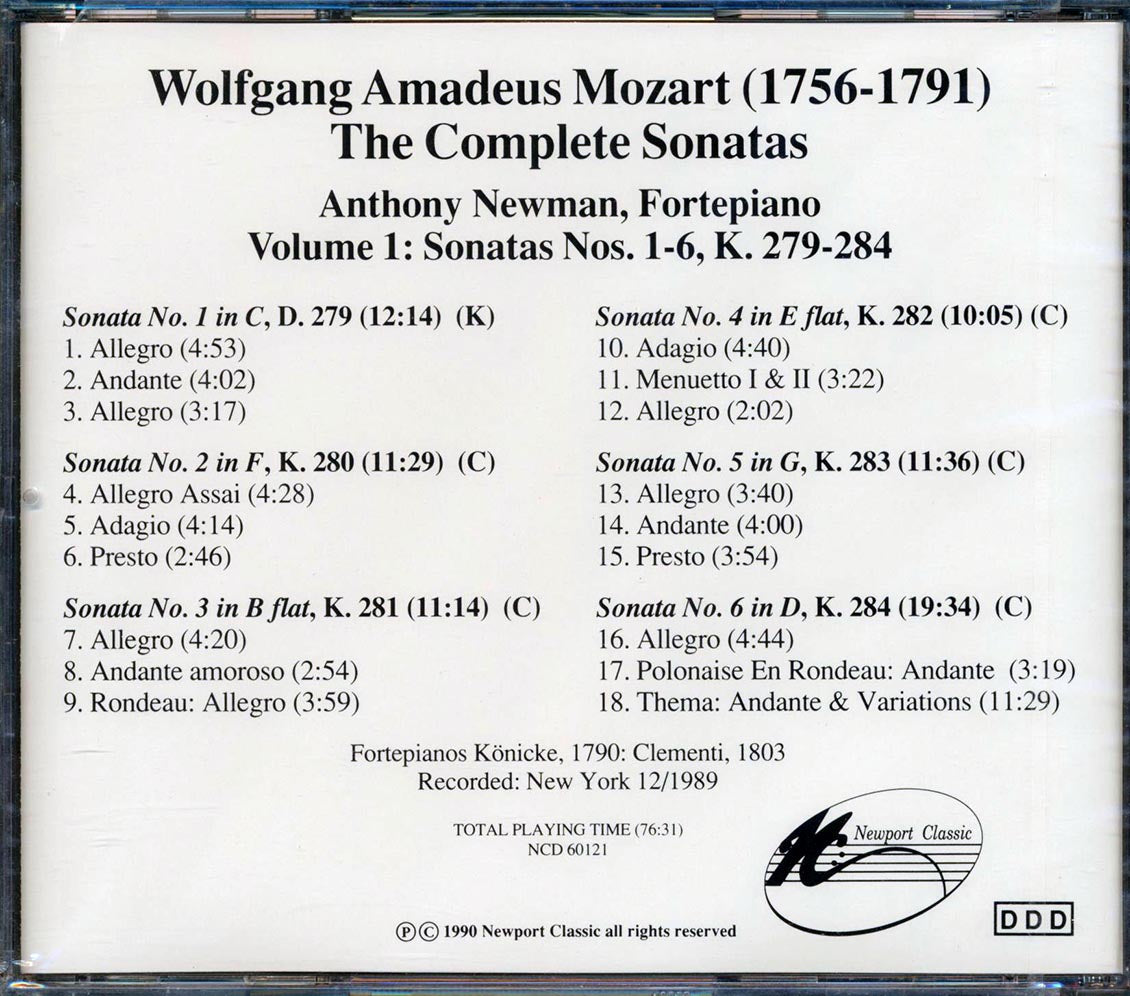 Wolfgang Amadeus Mozart (1756-1791)
The Complete Sonatas
Anthony Newman, Fortepiano
Volume 1: Sonatas Nos. 1-6, K. 279-284
Sonata No. 1 in C, D. 279 (12:14) (K)
1. Allegro (4:53)
2. Andante (4:02)
3. Allegro (3:17)
Sonata No. 2 in F, K. 280 (11:29) (C)
4. Allegro Assai (4:28)
5. Adagio (4:14)
6. Presto (2:46)
Sonata No. 3 in B flat, K. 281 (11:14) (C)
7. Allegro (4:20)
8. Andante amoroso (2:54)
9. Rondeau: Allegro (3:59)
Sonata No. 4 in E flat, K. 282 (10:05) (C)
10. Adagio (4:40)
11. Menuetto I & II (3:22)
12. Allegro (2:02)
Sonata No. 5 in G, K. 283 (11:36) (C)
13. Allegro (3:40)
14. Andante (4:00)
15. Presto (3:54)
Sonata No. 6 in D, K. 284 (19:34) (C)
16. Allegro (4:44)
17. Polonaise En Rondeau: Andante (3:19)
18. Thema: Andante & Variations (11:29)
Fortepianos Könicke, 1790: Clementi, 1803
Recorded: New York 12/1989
TOTAL PLAYING TIME (76:31)
NCD 60121
Newport Classic
DDD
Ⓟ © 1990 Newport Classic all rights reserved